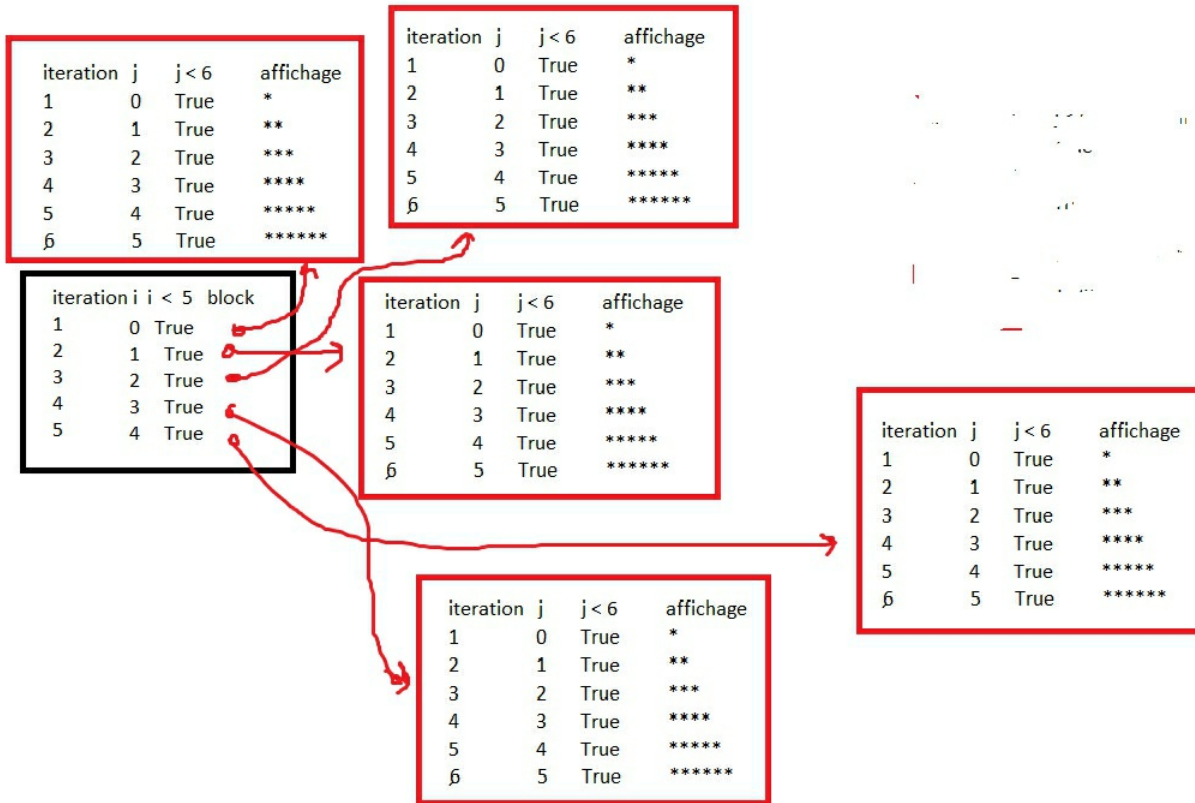 iteration j j < 6 affichage
1 0 True *
2 1 True **
3 2 True ***
4 3 True ****
5 4 True *****
6 5 True ******
iteration j j < 6 affichage
1 0 True *
2 1 True **
3 2 True ***
4 3 True ****
5 4 True *****
6 5 True ******
iteration i i < 5 block
1 0 True
2 1 True
3 2 True
4 3 True
5 4 True
iteration j j < 6 affichage
1 0 True *
2 1 True **
3 2 True ***
4 3 True ****
5 4 True *****
6 5 True ******
iteration j j < 6 affichage
1 0 True *
2 1 True **
3 2 True ***
4 3 True ****
5 4 True *****
6 5 True ******
iteration j j < 6 affichage
1 0 True *
2 1 True **
3 2 True ***
4 3 True ****
5 4 True *****
6 5 True ******